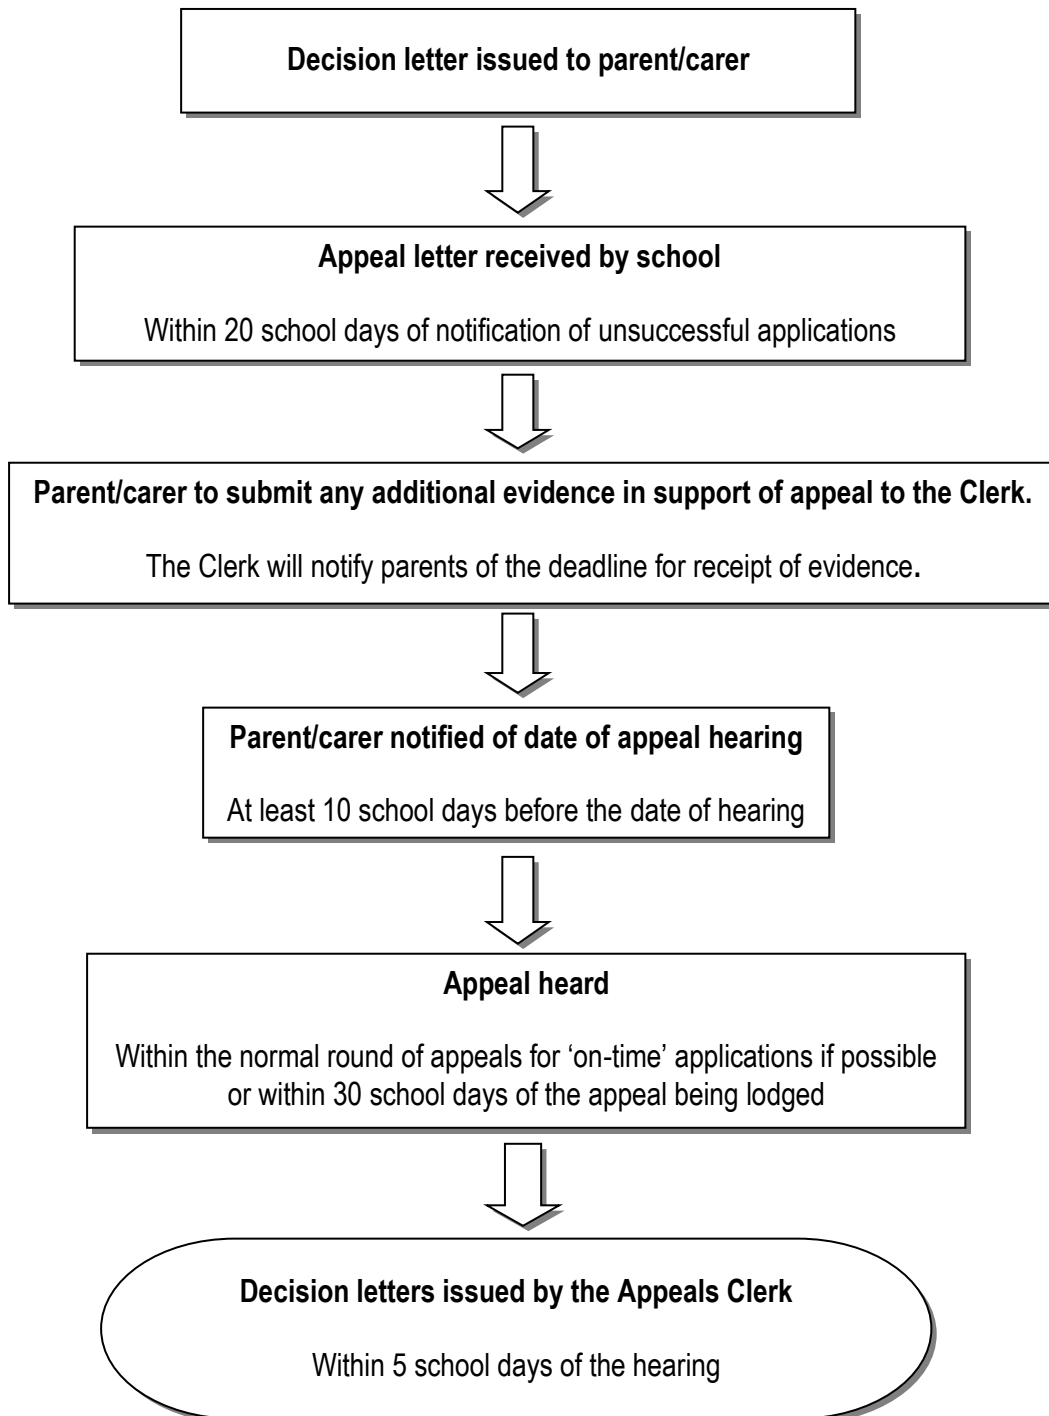 Decision letter issued to parent/carer
Appeal letter received by school
Within 20 school days of notification of unsuccessful applications
Parent/carer to submit any additional evidence in support of appeal to the Clerk.
The Clerk will notify parents of the deadline for receipt of evidence.
Parent/carer notified of date of appeal hearing
At least 10 school days before the date of hearing
Appeal heard
Within the normal round of appeals for ‘on-time’ applications if possible
or within 30 school days of the appeal being lodged
Decision letters issued by the Appeals Clerk
Within 5 school days of the hearing